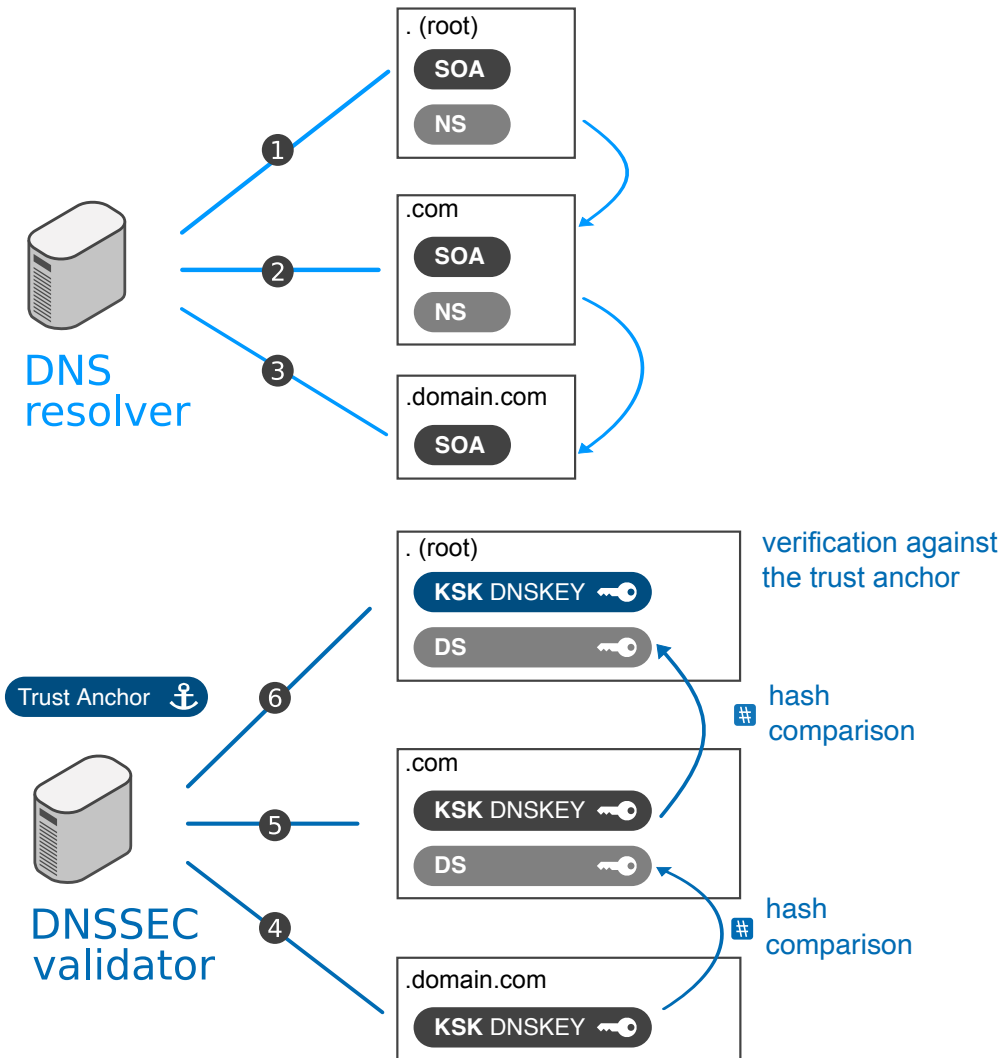 . (root)
SOA
NS
1
.com
SOA
NS
2
DNS
resolver
3
.domain.com
SOA
. (root)
KSK DNSKEY
DS
verification against
the trust anchor
Trust Anchor
6
#
hash
comparison
.com
KSK DNSKEY
DS
5
#
hash
comparison
DNSSEC
validator
4
.domain.com
KSK DNSKEY